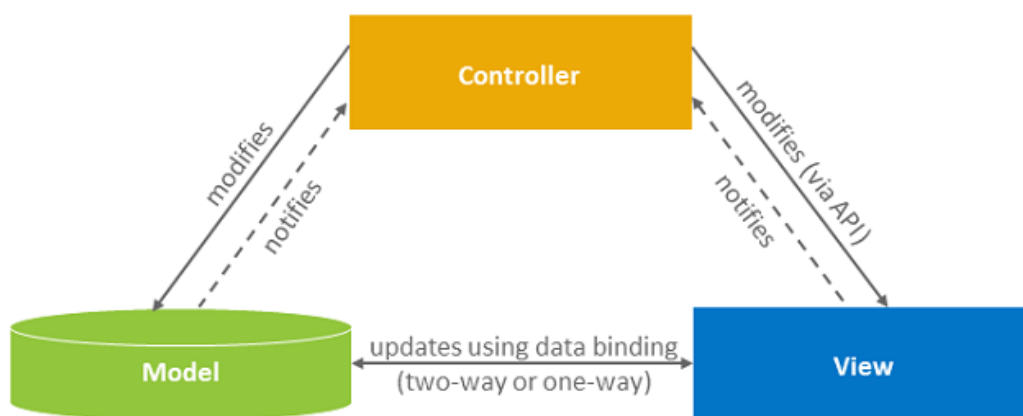 Controller
modifies
notifies
modifies (via API)
notifies
Model
updates using data binding
(two-way or one-way)
View